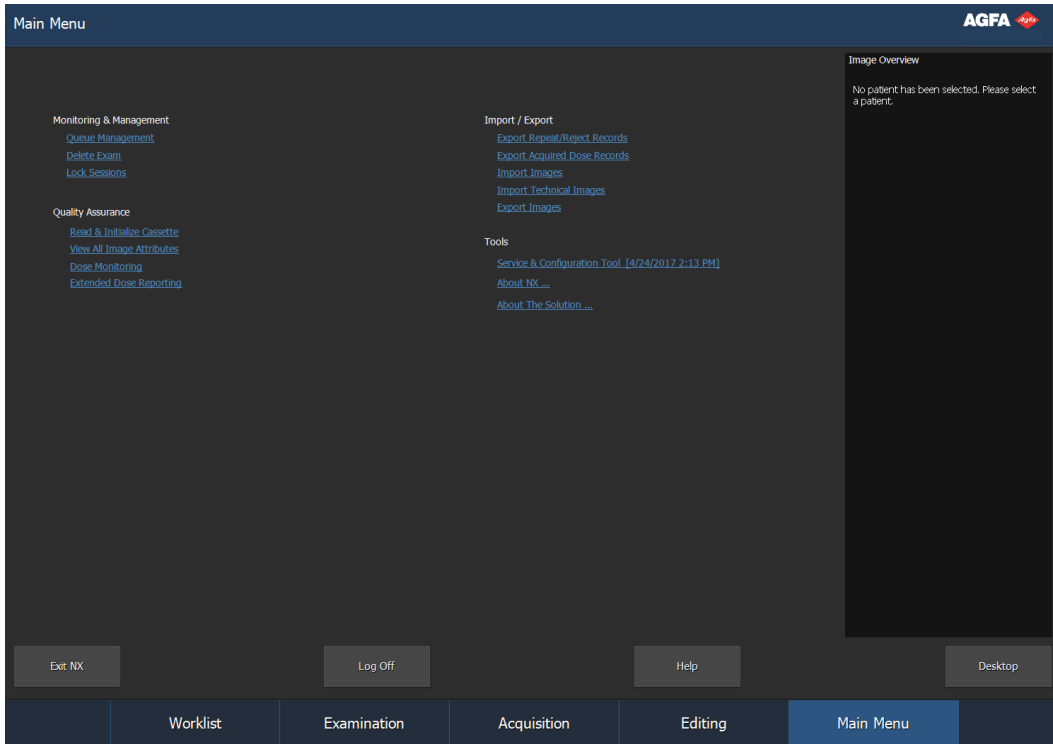 Main Menu
AGFA
Agfa
Image Overview
No patient has been selected. Please select
a patient.
Monitoring & Management
Queue Management
Delete Exam
Lock Sessions
Quality Assurance
Read & Initialize Cassette
View All Image Attributes
Dose Monitoring
Extended Dose Reporting
Import / Export
Export Repeat/Reject Records
Export Acquired Dose Records
Import Images
Import Technical Images
Export Images
Tools
Service & Configuration Tool [4/24/2017 2:13 PM]
About NX ...
About The Solution ...
Exit NX
Log Off
Help
Desktop
Worklist
Examination
Acquisition
Editing
Main Menu